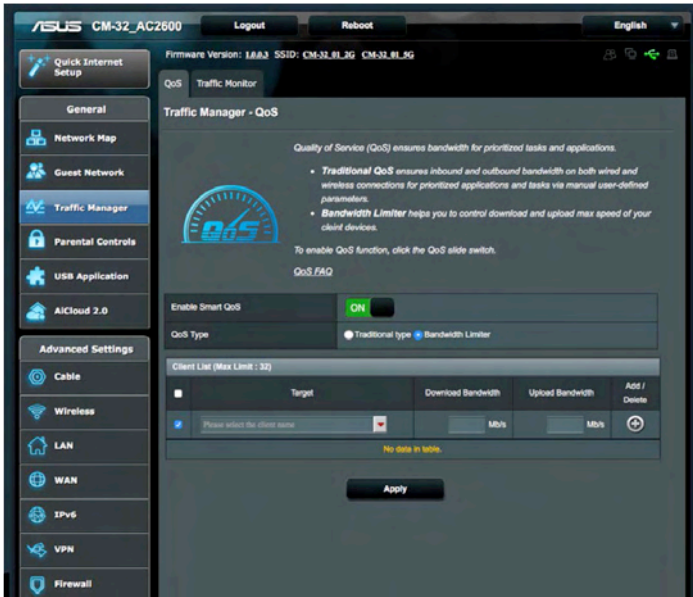 ASUS CM-32_AC2600
Logout
Reboot
English
Quick Internet
Setup
Firmware Version: 1.0.0.3 SSID: CM-32_01_2G CM-32_01_5G
QoS
Traffic Monitor
General
Network Map
Guest Network
Traffic Manager
Parental Controls
USB Application
AiCloud 2.0
Advanced Settings
Cable
Wireless
LAN
WAN
IPv6
VPN
Firewall
Traffic Manager - QoS
QoS
Quality of Service (QoS) ensures bandwidth for prioritized tasks and applications.
• Traditional QoS ensures inbound and outbound bandwidth on both wired and
wireless connections for prioritized applications and tasks via manual user-defined
parameters.
• Bandwidth Limiter helps you to control download and upload max speed of your
cleint devices.
To enable QoS function, click the QoS slide switch.
QoS FAQ
Enable Smart QoS
ON
QoS Type
Traditional type Bandwidth Limiter
Client List (Max Limit : 32)
Target
Download Bandwidth
Upload Bandwidth
Add /
Delete
Please select the client name
Mb/s
Mb/s
No data in table.
Apply